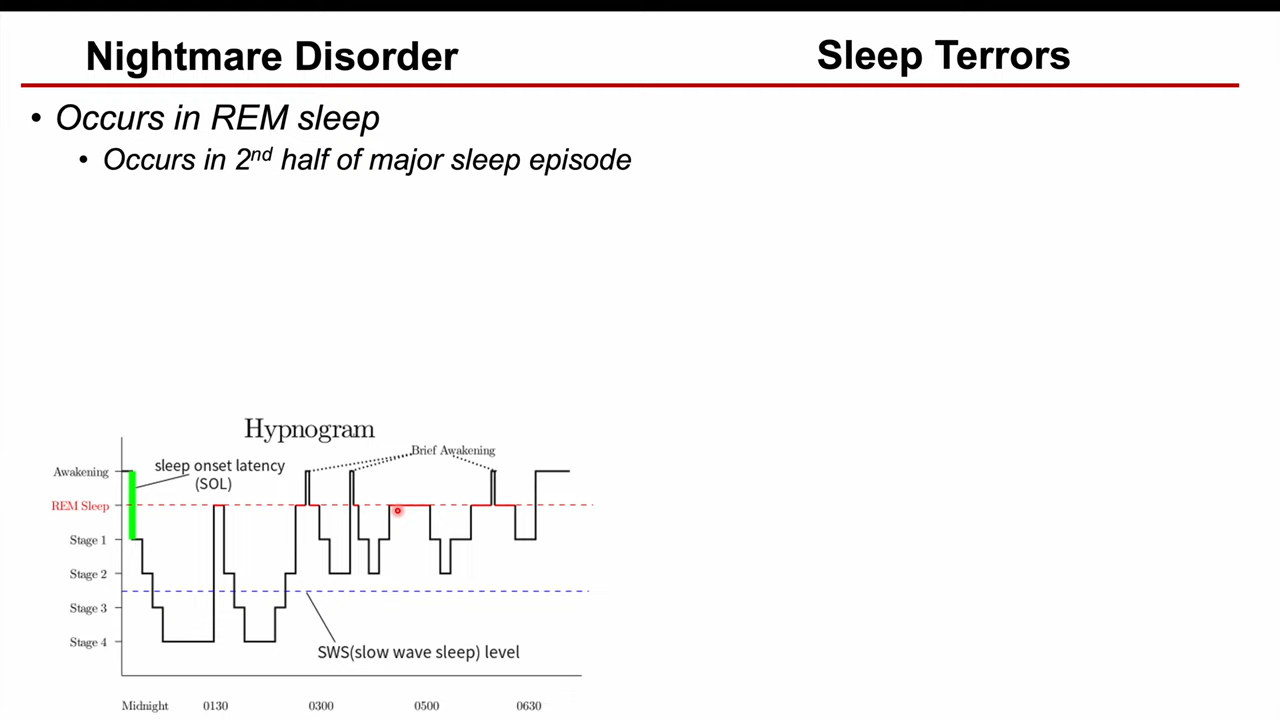 Nightmare Disorder
Sleep Terrors
• Occurs in REM sleep
• Occurs in 2nd half of major sleep episode
Hypnogram
Brief Awakening
sleep onset latency
(SOL)
Awakening
REM Sleep
Stage 1
Stage 2
Stage 3
Stage 4
SWS(slow wave sleep) level
Midnight 0130 0300 0500 0630